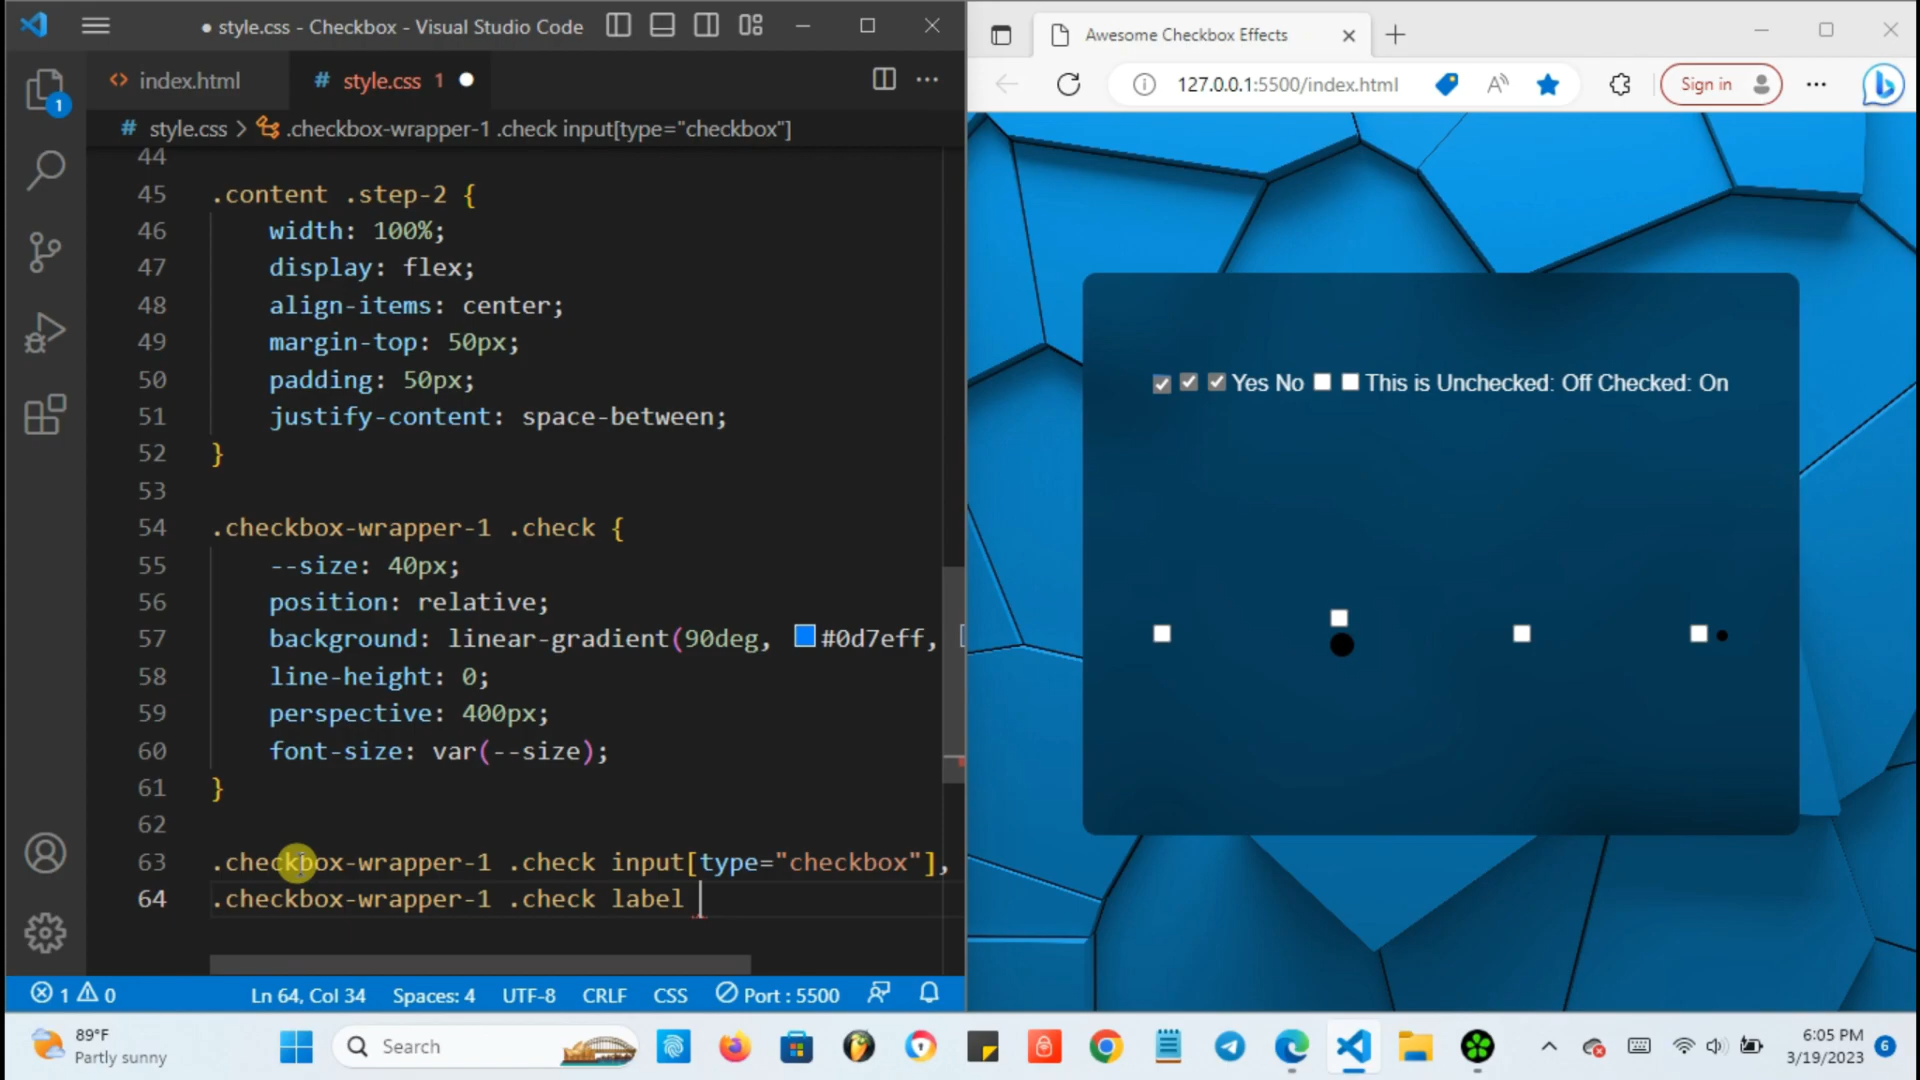 style.css - Checkbox - Visual Studio Code
index.html
# style.css 1
# style.css > .checkbox-wrapper-1 .check input[type="checkbox"]
44
45 .content .step-2 {
46 width: 100%;
47 display: flex;
48 align-items: center;
49 margin-top: 50px;
50 padding: 50px;
51 justify-content: space-between;
52 }
53
54 .checkbox-wrapper-1 .check {
55 --size: 40px;
56 position: relative;
57 background: linear-gradient(90deg, #0d7eff,
58 line-height: 0;
59 perspective: 400px;
60 font-size: var(--size);
61 }
62
63 .checkbox-wrapper-1 .check input[type="checkbox"],
64 .checkbox-wrapper-1 .check label
1
1 0
Ln 64, Col 34
Spaces: 4
UTF-8
CRLF
CSS
Port : 5500
Awesome Checkbox Effects
127.0.0.1:5500/index.html
Sign in
Yes No This is Unchecked: Off Checked: On
89°F
Partly sunny
Search
6:05 PM
3/19/2023
6